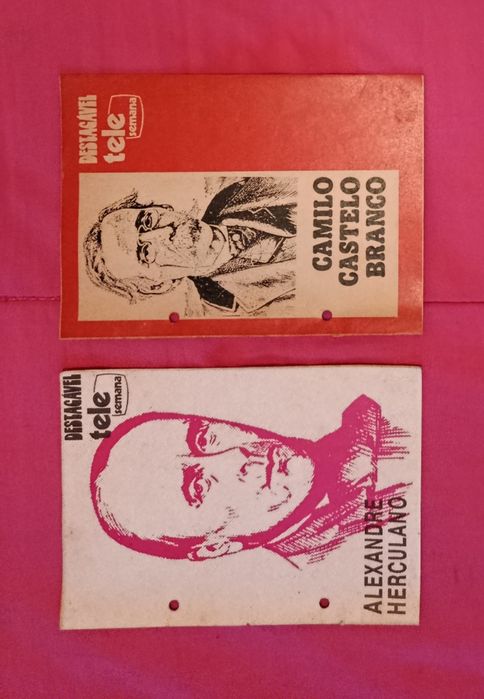 DESTACÁVEL
tele
semana
CAMILO
CASTELO
BRANCO
DESTACÁVEL
tele
semana
ALEXANDRE
HERCULANO